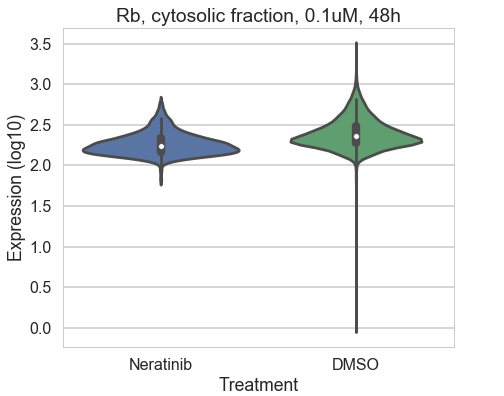 Rb, cytosolic fraction, 0.1uM, 48h
3.5
3.0
2.5
2.0
1.5
1.0
0.5
0.0
Expression (log10)
Neratinib DMSO
Treatment